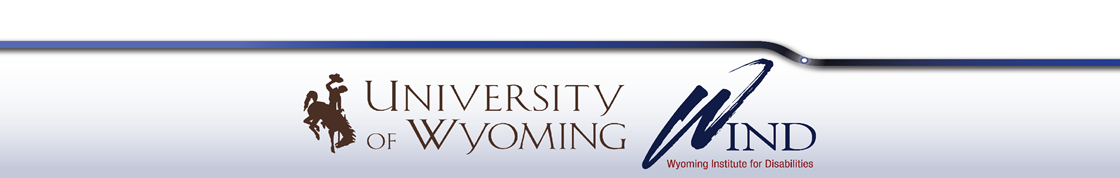 UNIVERSITY
OF WYOMING
WIND
Wyoming Institute for Disabilities